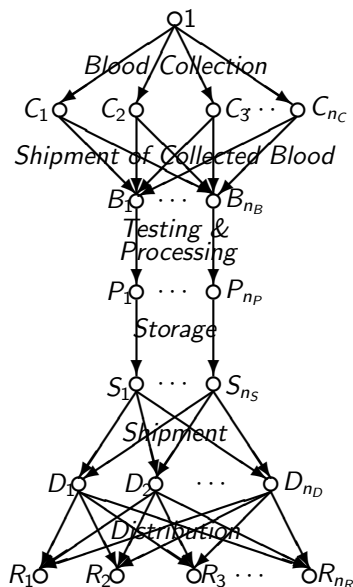 1
Blood Collection
C1 C2 C3 ··· CnC
Shipment of Collected Blood
B1 ··· BnB
Testing &
Processing
P1 ··· PnP
Storage
S1 ··· SnS
Shipment
D1 D2 ··· DnD
Distribution
R1 R2 R3 ··· RnR